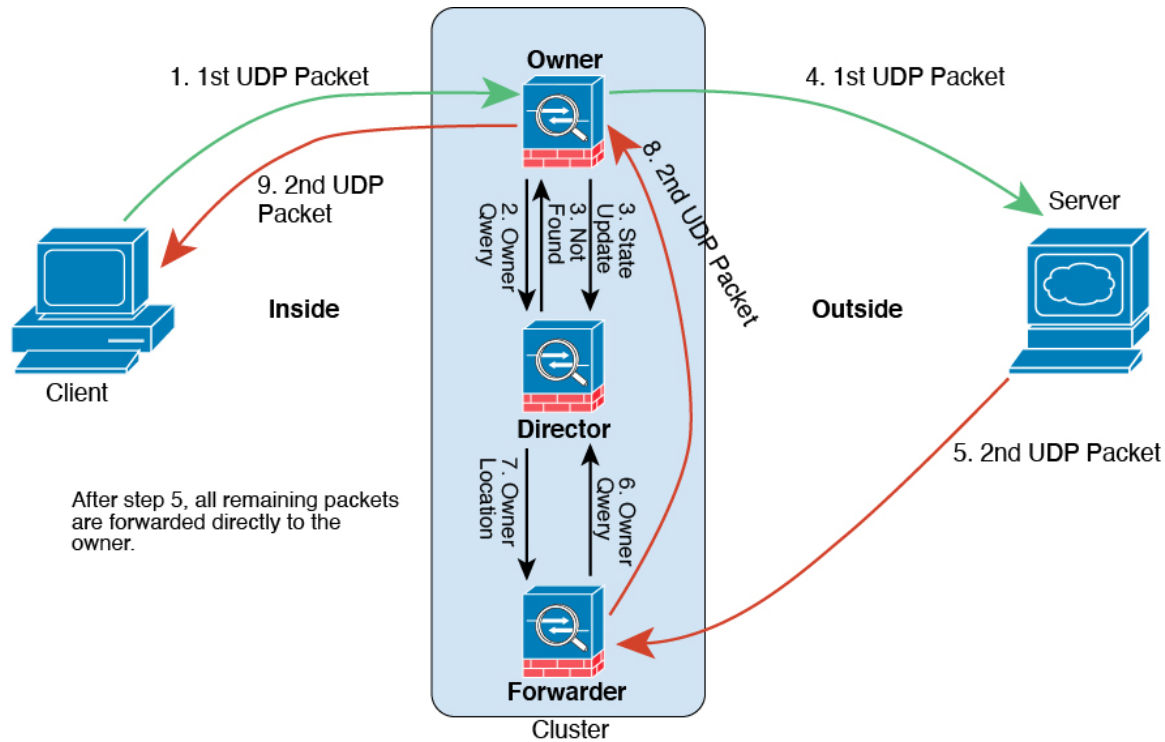 Owner
1. 1st UDP Packet
4. 1st UDP Packet
9. 2nd UDP
Packet
2. Owner
Qwery
3. Not
Found
3. State
Update
8. 2nd UDP Packet
Server
Inside
Outside
Client
Director
5. 2nd UDP Packet
7. Owner
Location
6. Owner
Qwery
After step 5, all remaining packets
are forwarded directly to the
owner.
Forwarder
Cluster